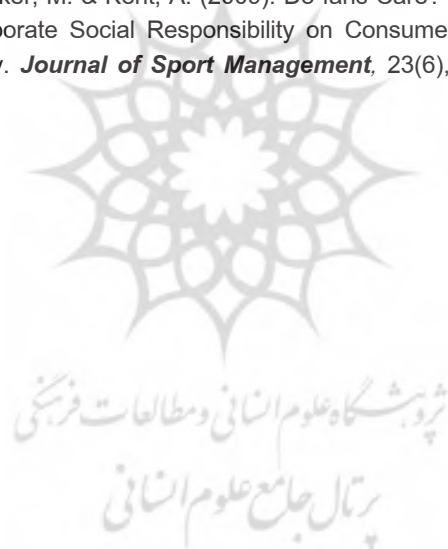 ker, M. & Kent, A. (2009). Do fans Care?
porate Social Responsibility on Consume
. Journal of Sport Management, 23(6),
پژوهشگاه علوم انسانی و مطالعات فرهنگی
پرتال جامع علوم انسانی